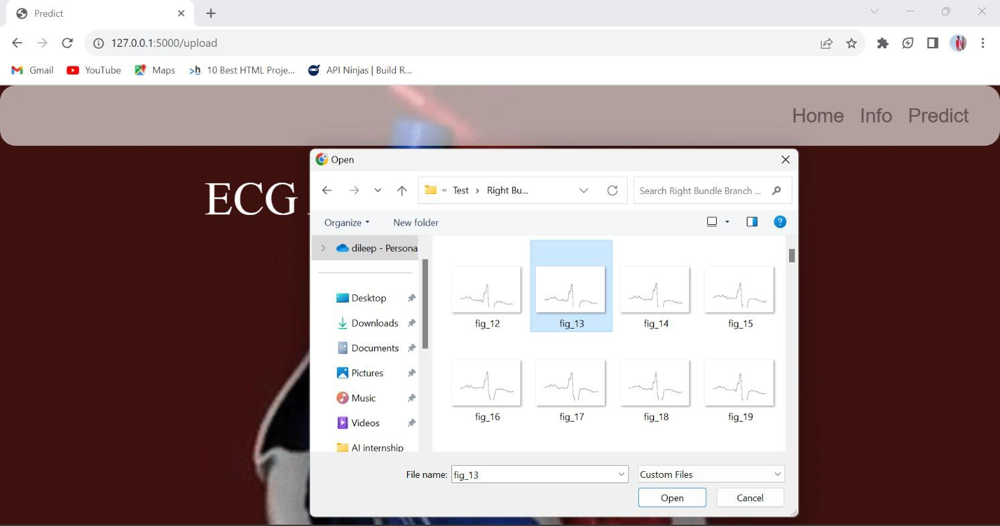 Predict
127.0.0.1:5000/upload
Gmail YouTube Maps >h 10 Best HTML Proje... API Ninjas | Build R...
Home Info Predict
ECG
Open
« Test › Right Bu... Search Right Bundle Branch ...
Organize New folder
dileep - Persona
Desktop
Downloads
Documents
Pictures
Music
Videos
AI internship
fig_12 fig_13 fig_14 fig_15
fig_16 fig_17 fig_18 fig_19
File name: fig_13 Custom Files
Open Cancel